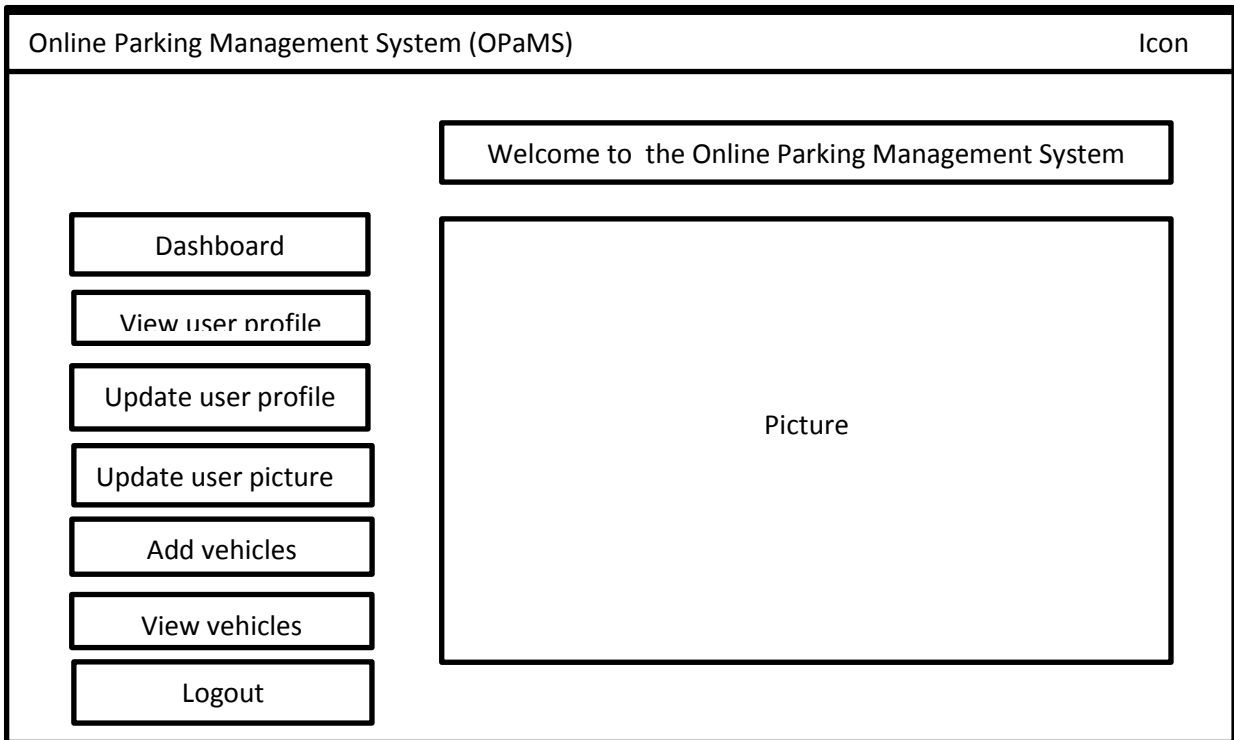 Online Parking Management System (OPaMS) Icon
Welcome to  the Online Parking Management System
Dashboard
View user profile
Update user profile
Update user picture
Add vehicles
View vehicles
Logout
Picture